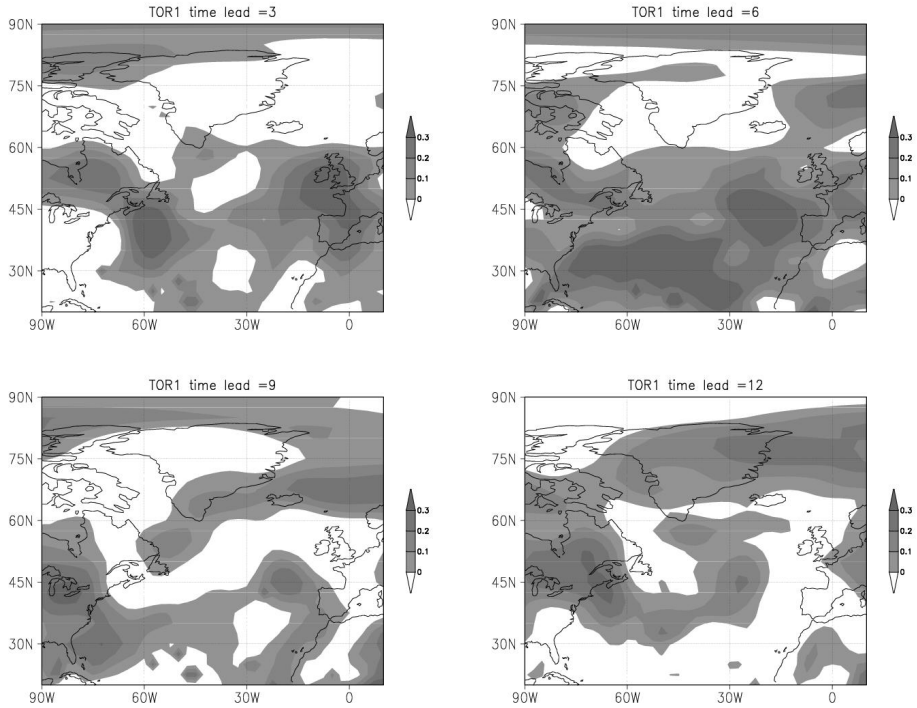 TOR1 time lead =3
90N
75N
60N
45N
30N
90W 60W 30W 0
0.3
0.2
0.1
0
TOR1 time lead =6
90N
75N
60N
45N
30N
90W 60W 30W 0
0.3
0.2
0.1
0
TOR1 time lead =9
90N
75N
60N
45N
30N
90W 60W 30W 0
0.3
0.2
0.1
0
TOR1 time lead =12
90N
75N
60N
45N
30N
90W 60W 30W 0
0.3
0.2
0.1
0